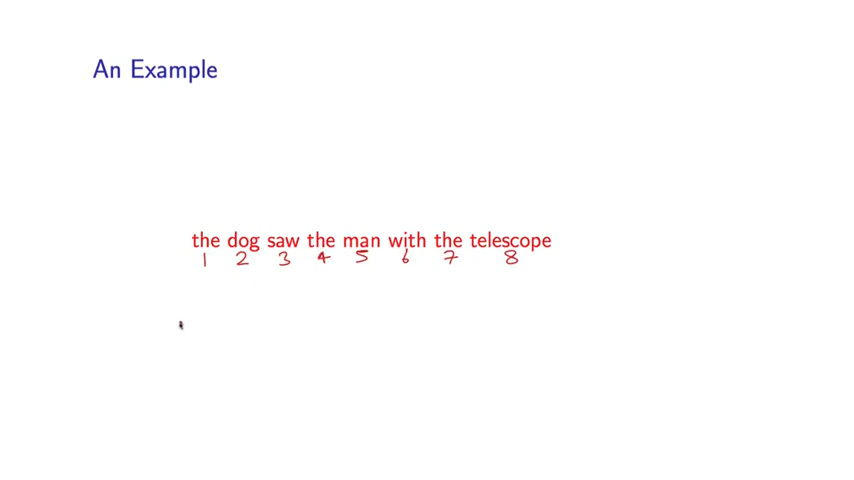 An Example
the dog saw the man with the telescope
1 2 3 4 5 6 7 8